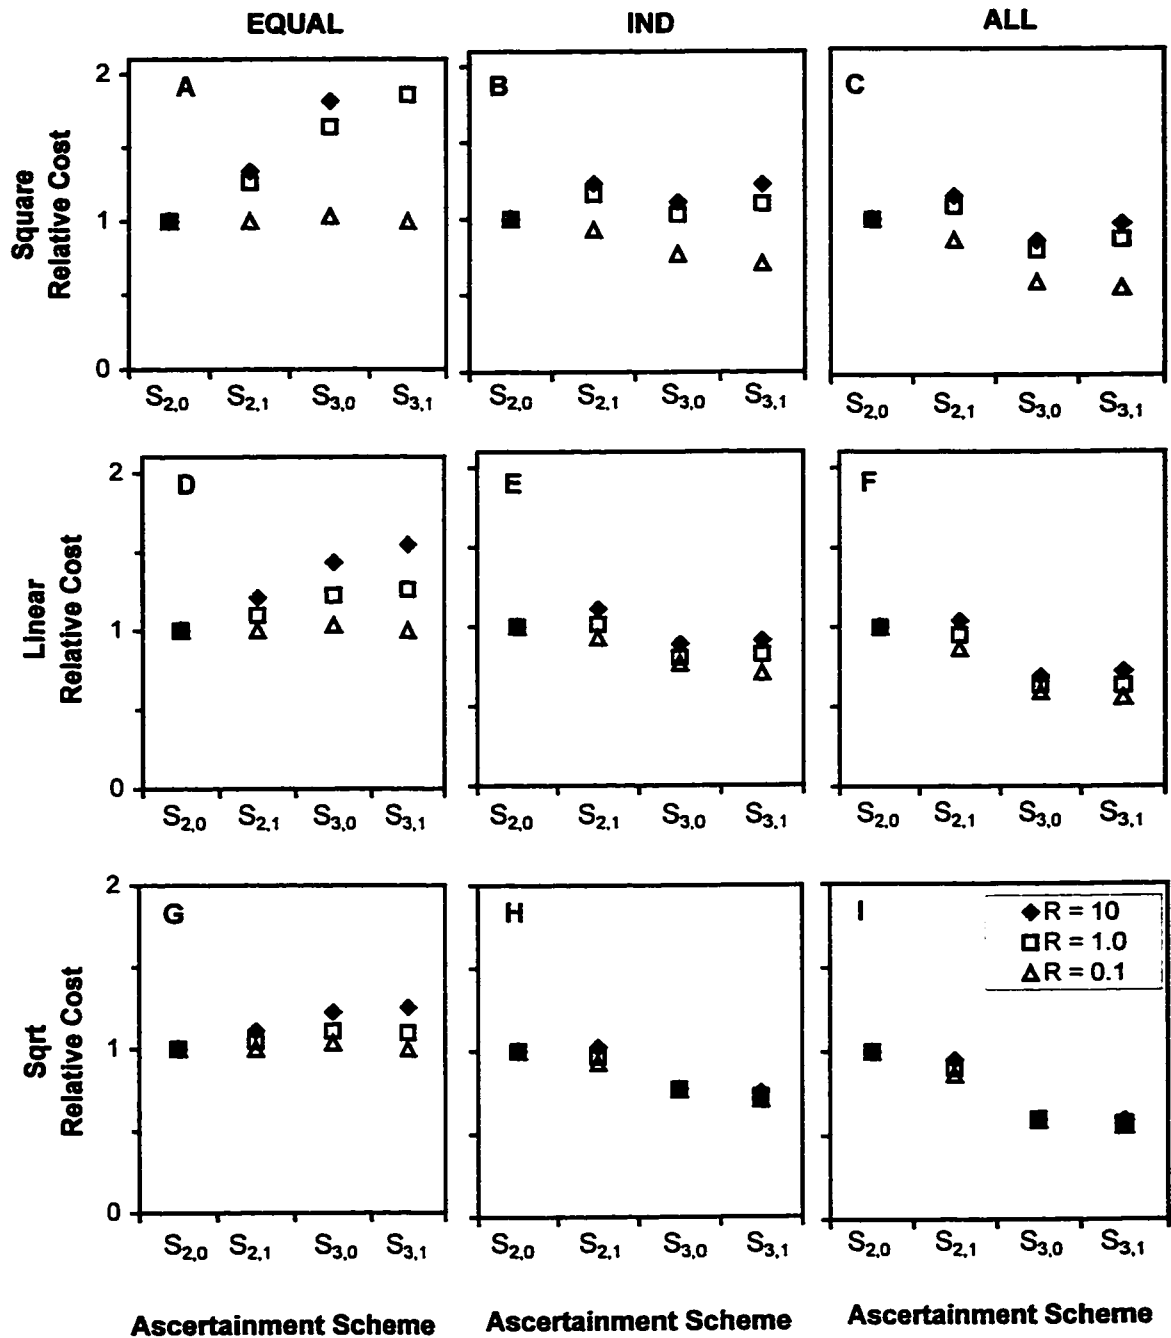 EQUAL IND ALL
Square
Relative Cost
2
1
0
A
B
C
S2,0 S2,1 S3,0 S3,1
S2,0 S2,1 S3,0 S3,1
S2,0 S2,1 S3,0 S3,1
Linear
Relative Cost
2
1
0
D
E
F
S2,0 S2,1 S3,0 S3,1
S2,0 S2,1 S3,0 S3,1
S2,0 S2,1 S3,0 S3,1
Sqrt
Relative Cost
2
1
0
G
H
I
R = 10
R = 1.0
R = 0.1
S2,0 S2,1 S3,0 S3,1
S2,0 S2,1 S3,0 S3,1
S2,0 S2,1 S3,0 S3,1
Ascertainment Scheme Ascertainment Scheme Ascertainment Scheme